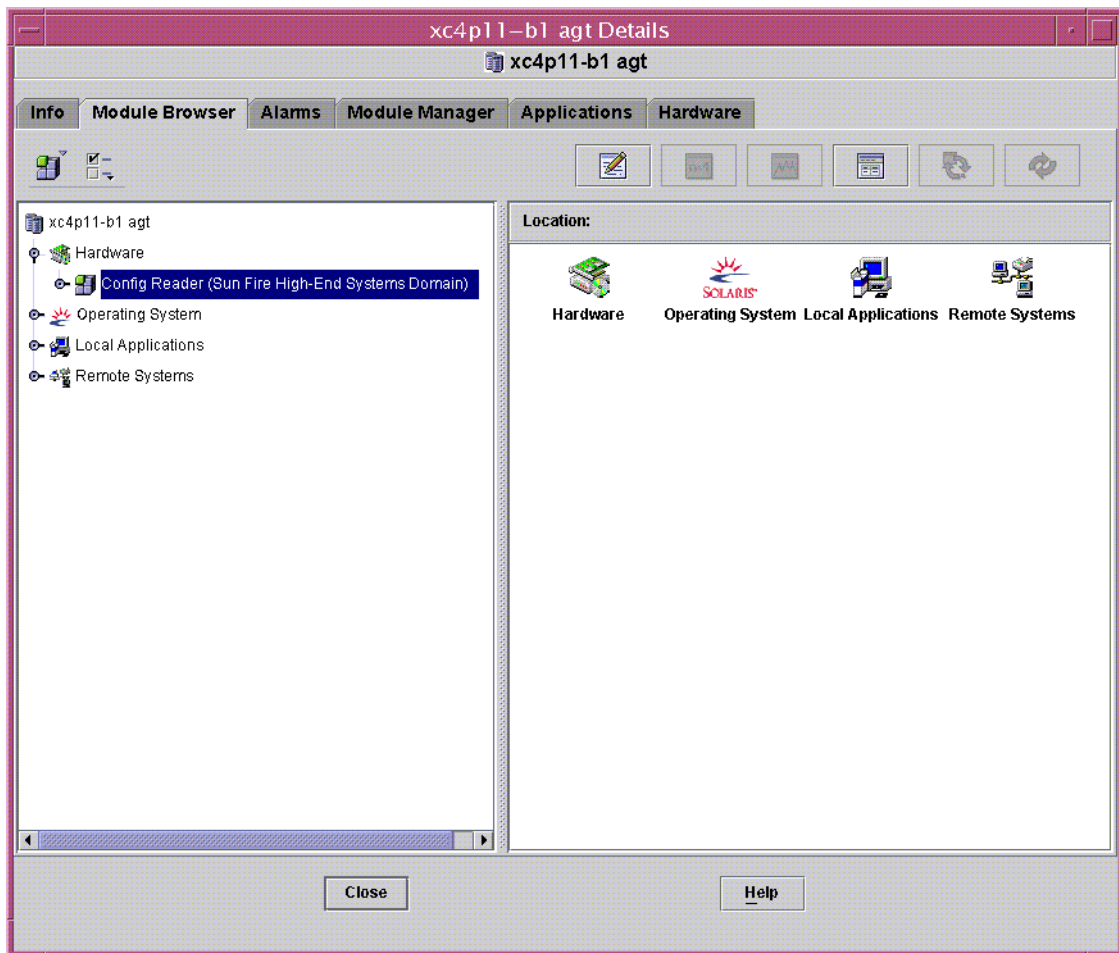 xc4p11-b1 agt Details
xc4p11-b1 agt
Info Module Browser Alarms Module Manager Applications Hardware
xc4p11-b1 agt
Hardware
Config Reader (Sun Fire High-End Systems Domain)
Operating System
Local Applications
Remote Systems
Location:
SOLARIS
Hardware Operating System Local Applications Remote Systems
Close Help